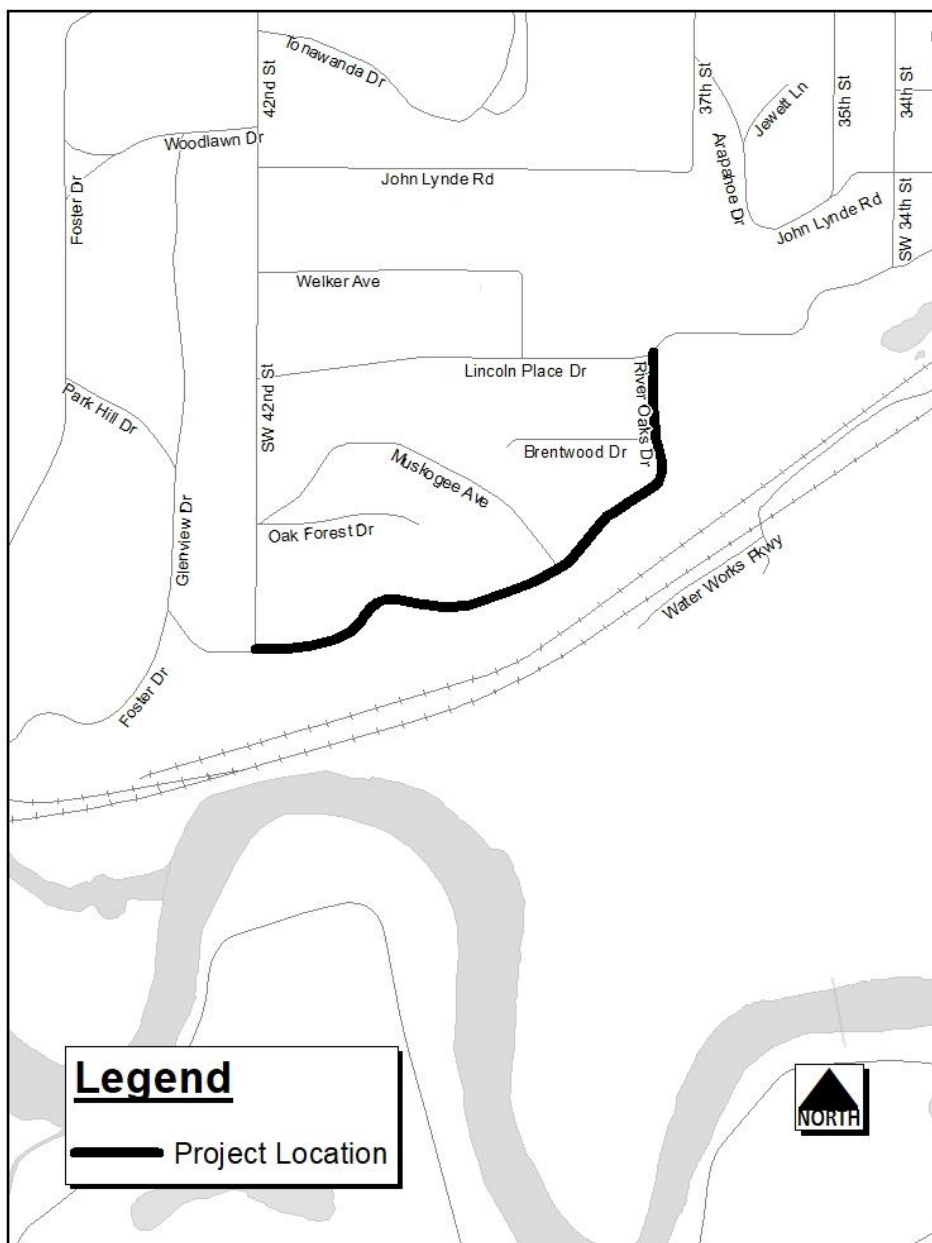 Tonawanda Dr
42nd St
37th St
35th St
34th St
Jewett Ln
Woodlawn Dr
Arapahoe Dr
John Lynde Rd
Foster Dr
John Lynde Rd
SW 34th St
Welker Ave
Lincoln Place Dr
River Oaks Dr
SW 42nd St
Park Hill Dr
Brentwood Dr
Muskogee Ave
Glenview Dr
Oak Forest Dr
Water Works Pkwy
Foster Dr
Legend
Project Location
NORTH